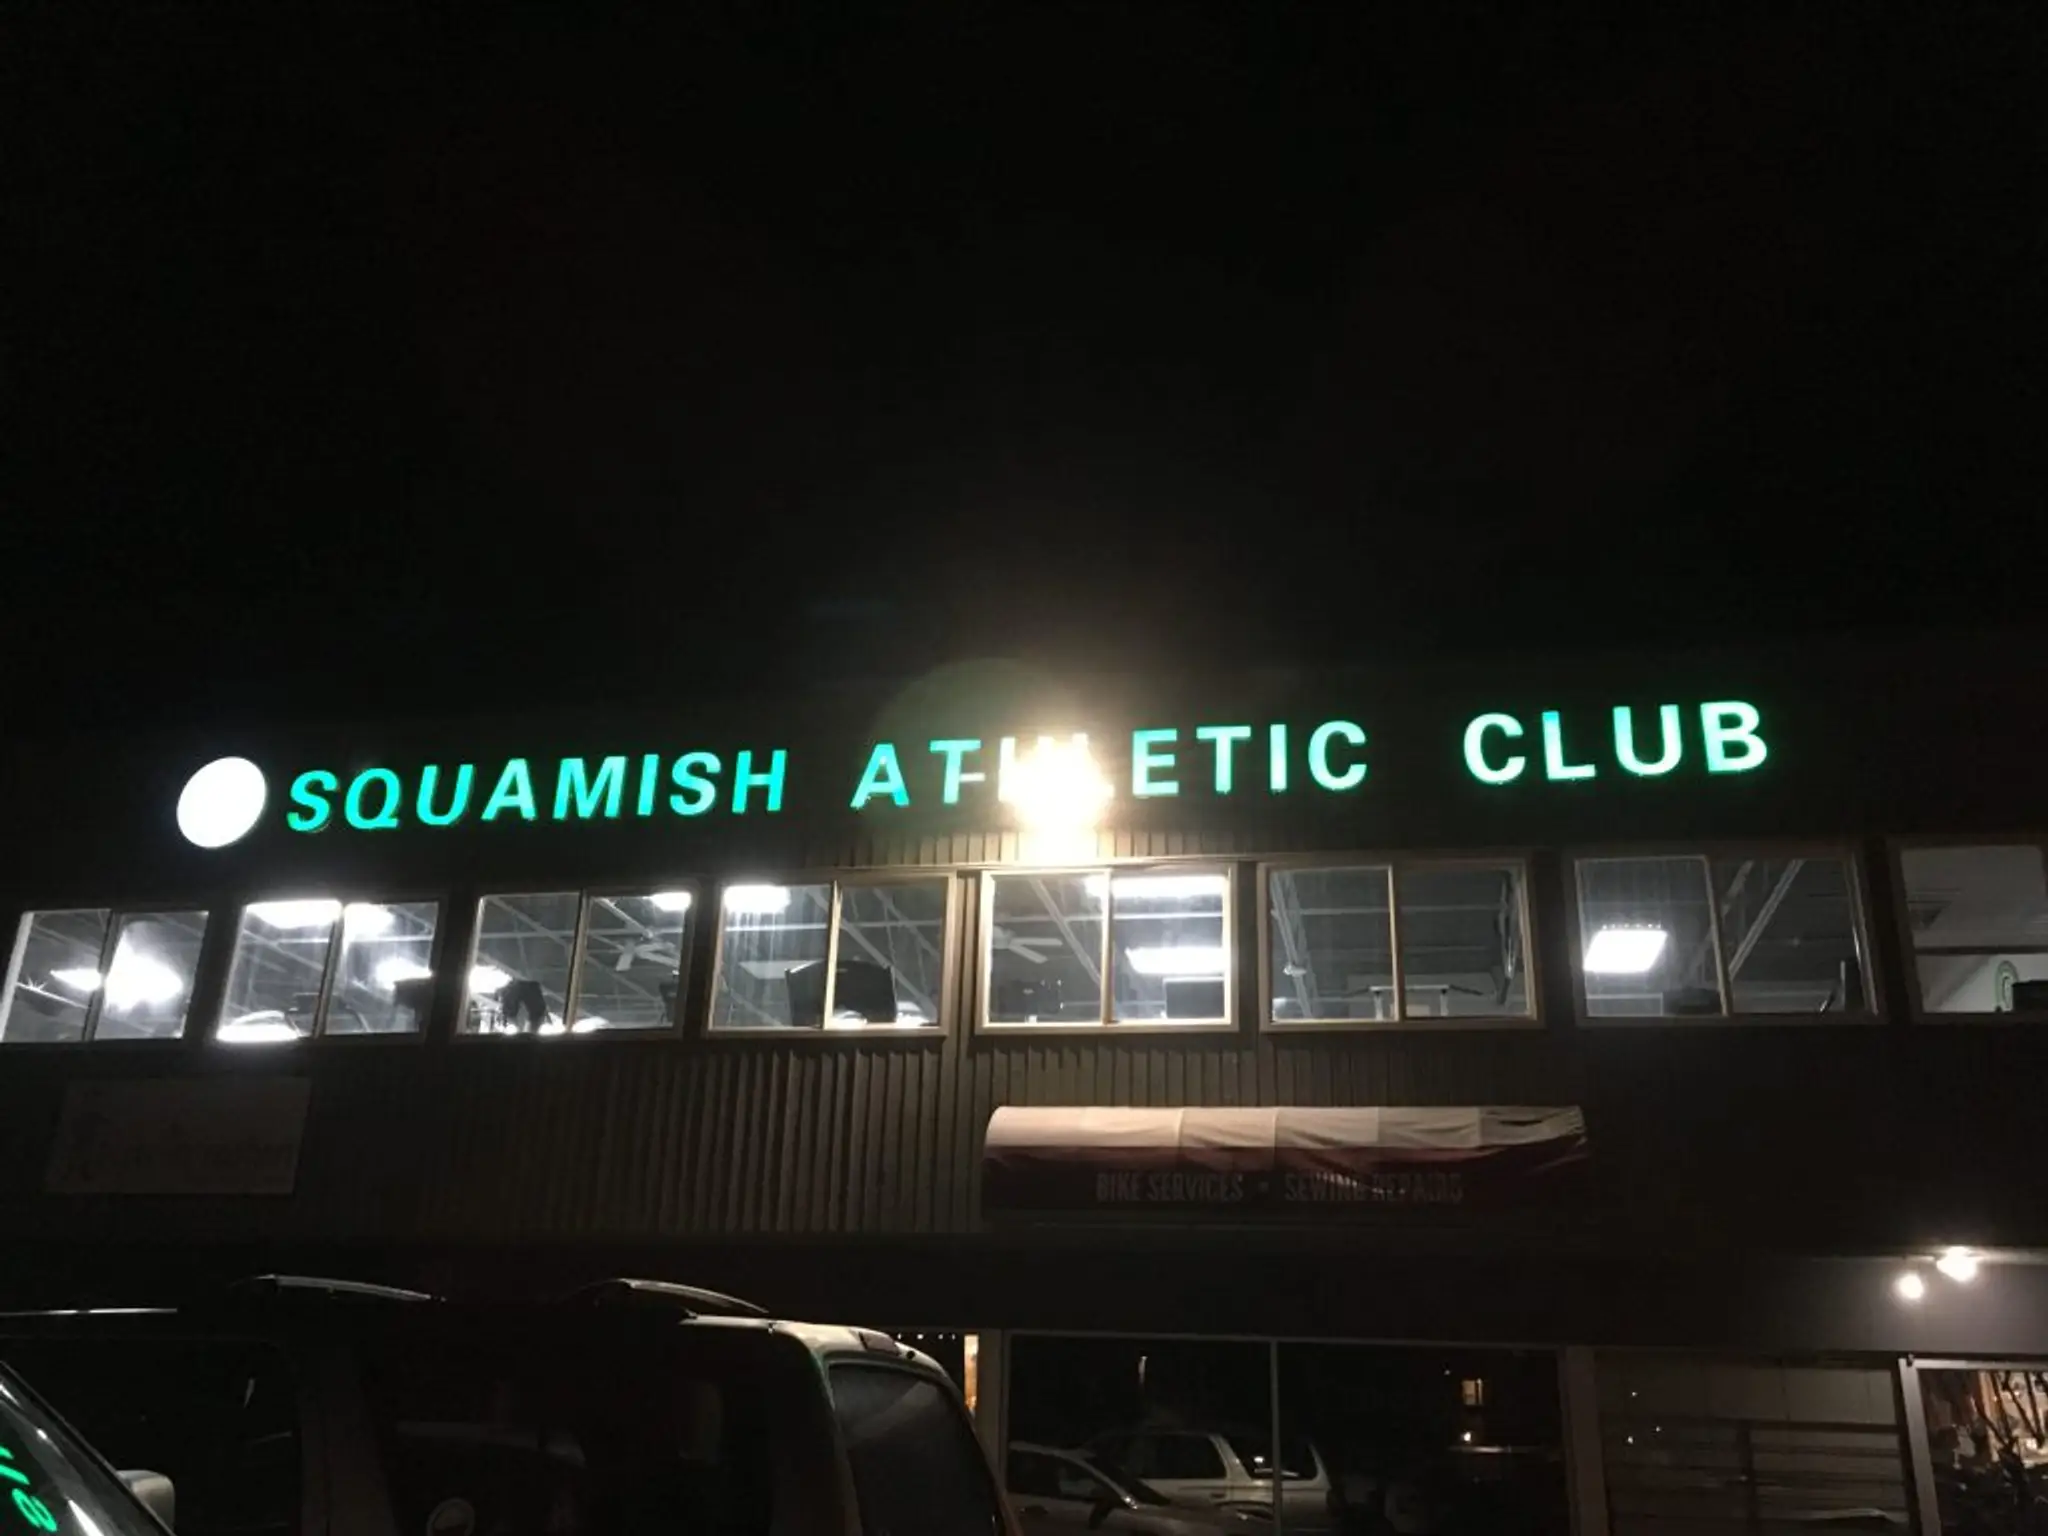 SQUAMISH ATHLETIC CLUB
BIKE SERVICES • SEWING REPAIRS